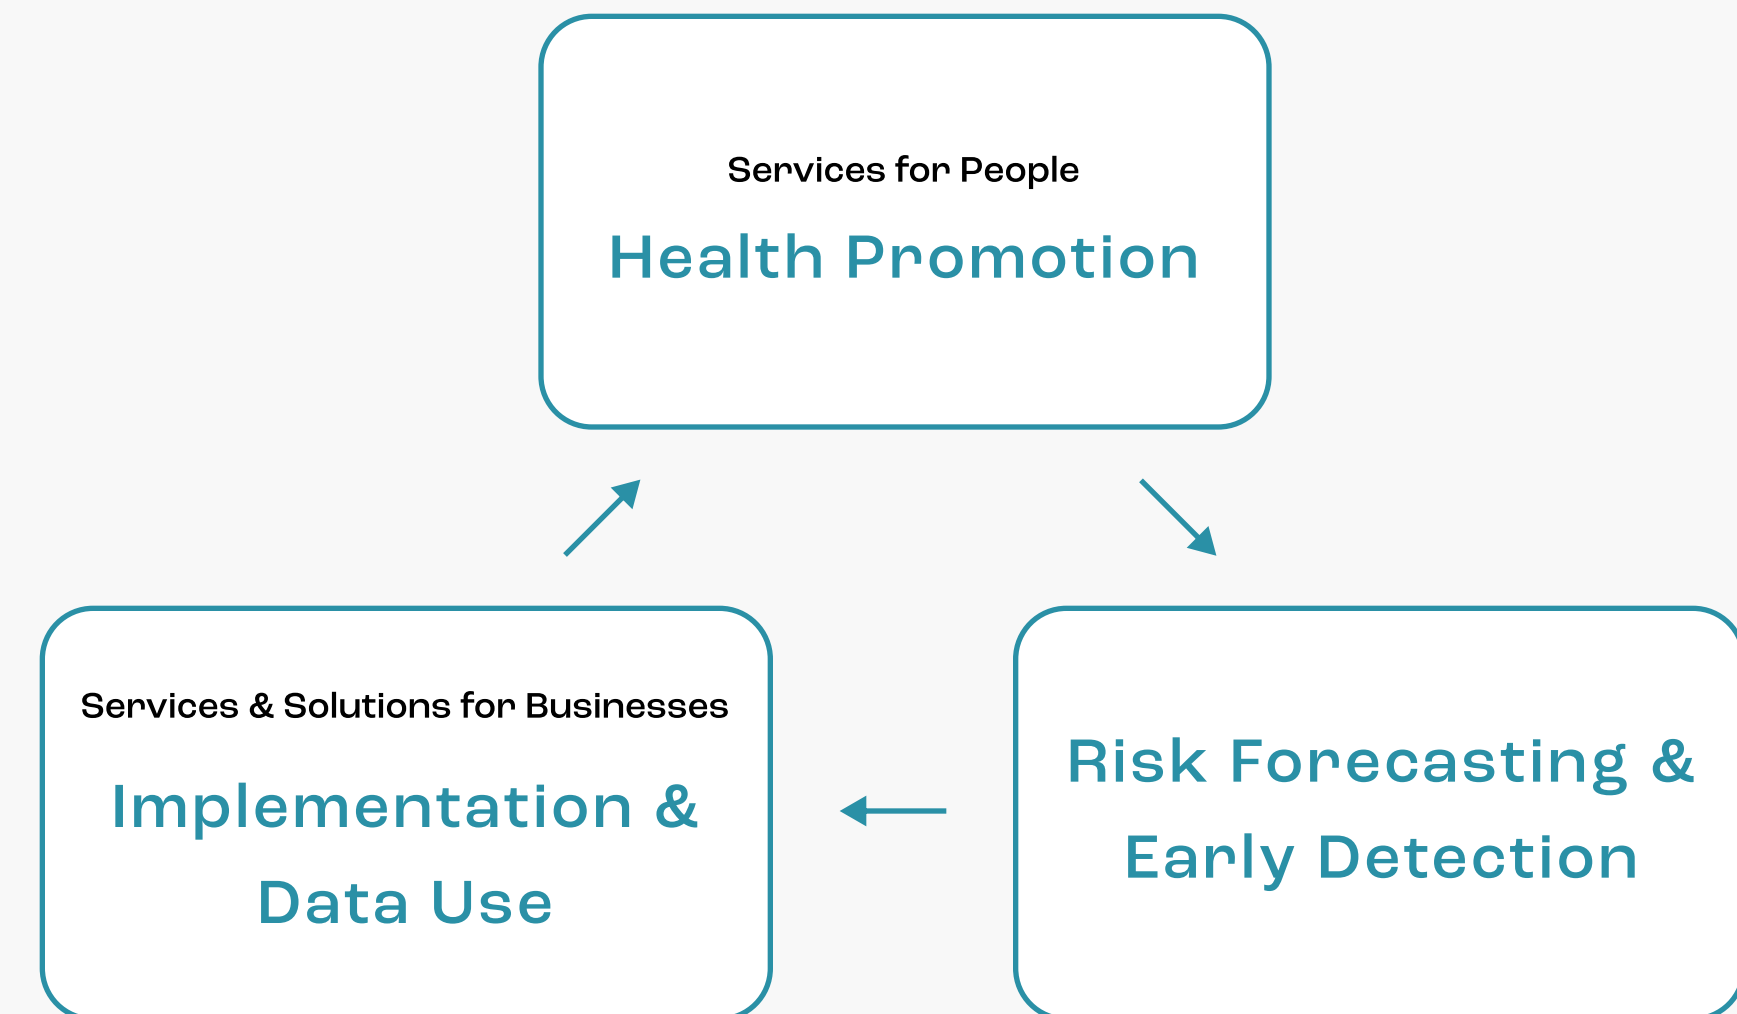 Services for People
Health Promotion
Services & Solutions for Businesses
Implementation &
Data Use
Risk Forecasting &
Early Detection